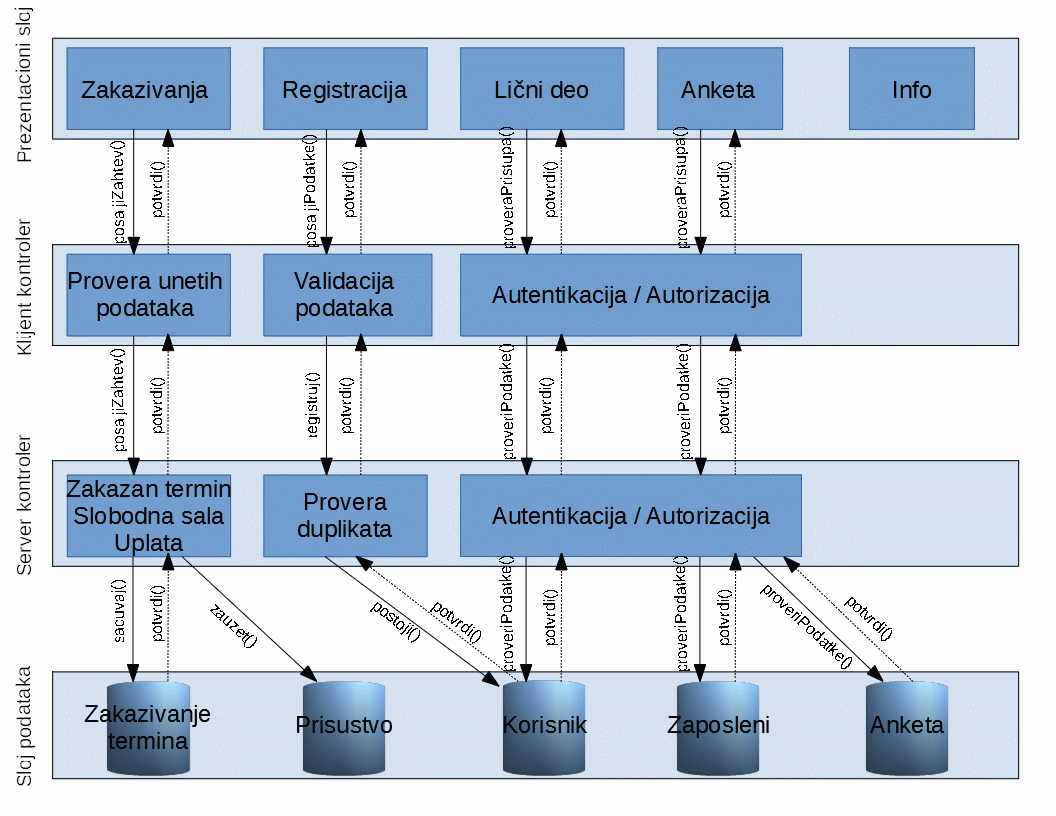 Prezentacioni sloj
Zakazivanja
Registracija
Lični deo
Anketa
Info
posaljiZahtev()
potvrdi()
posaljiPodatke()
potvrdi()
proveraPristupa()
potvrdi()
proveraPristupa()
potvrdi()
Klijent kontroler
Provera unetih
podataka
Validacija
podataka
Autentikacija / Autorizacija
posaljiZahtev()
potvrdi()
registruj()
potvrdi()
proveriPodatke()
potvrdi()
proveriPodatke()
potvrdi()
Server kontroler
Zakazan termin
Slobodna sala
Uplata
Provera
duplikata
Autentikacija / Autorizacija
sacuvaj()
potvrdi()
zauzet()
postoji()
potvrdi()
proveriPodatke()
potvrdi()
proveriPodatke()
potvrdi()
proveriPodatke()
potvrdi()
Sloj podataka
Zakazivanje
termina
Prisustvo
Korisnik
Zaposleni
Anketa